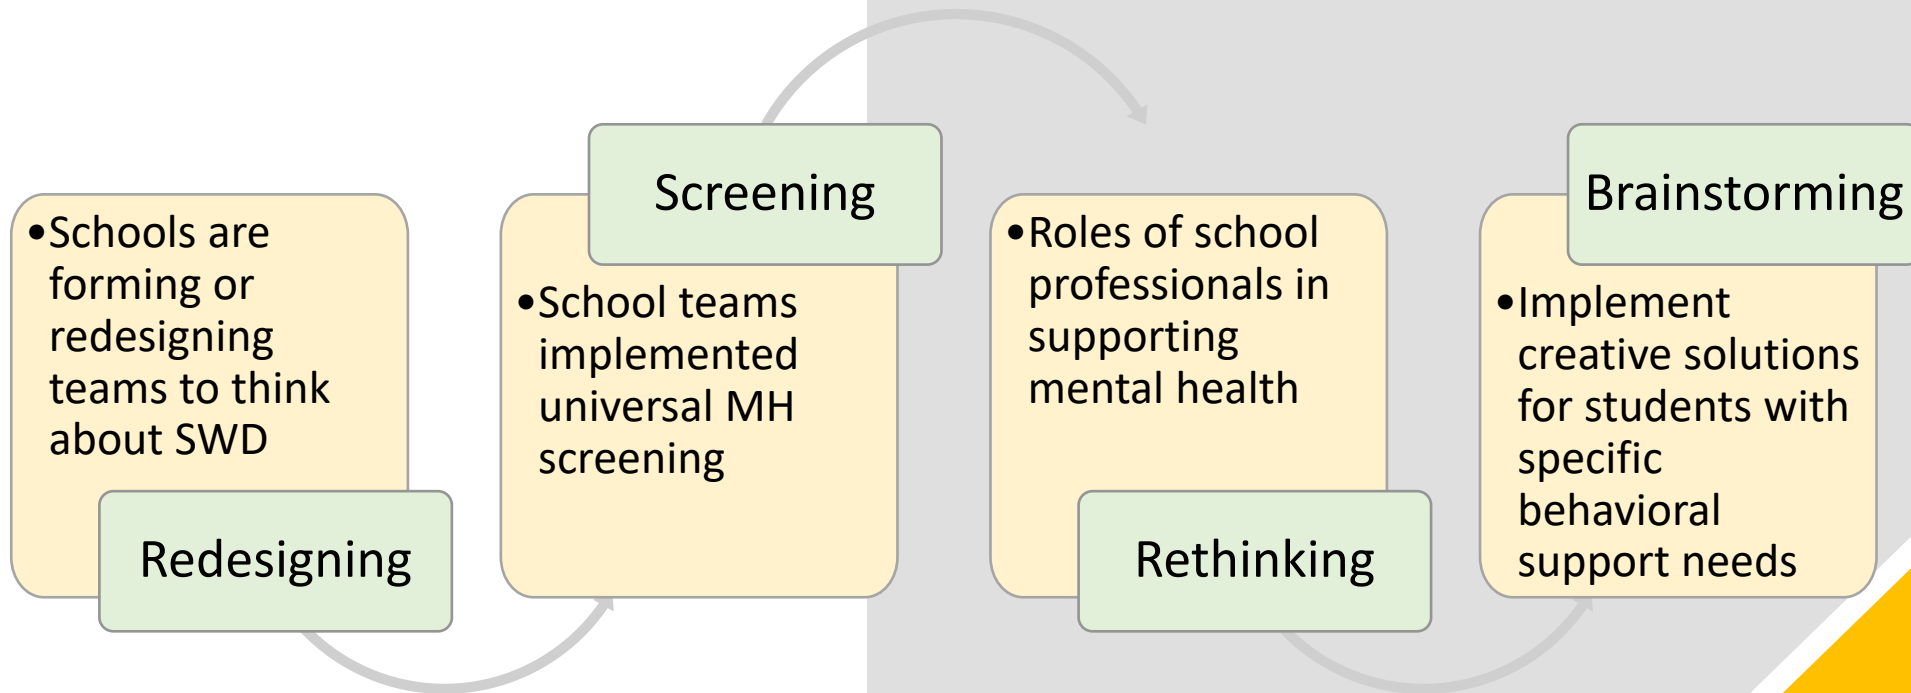 •Schools are
forming or
redesigning
teams to think
about SWD
Redesigning
Screening
•School teams
implemented
universal MH
screening
•Roles of school
professionals in
supporting
mental health
Rethinking
Brainstorming
•Implement
creative solutions
for students with
specific
behavioral
support needs